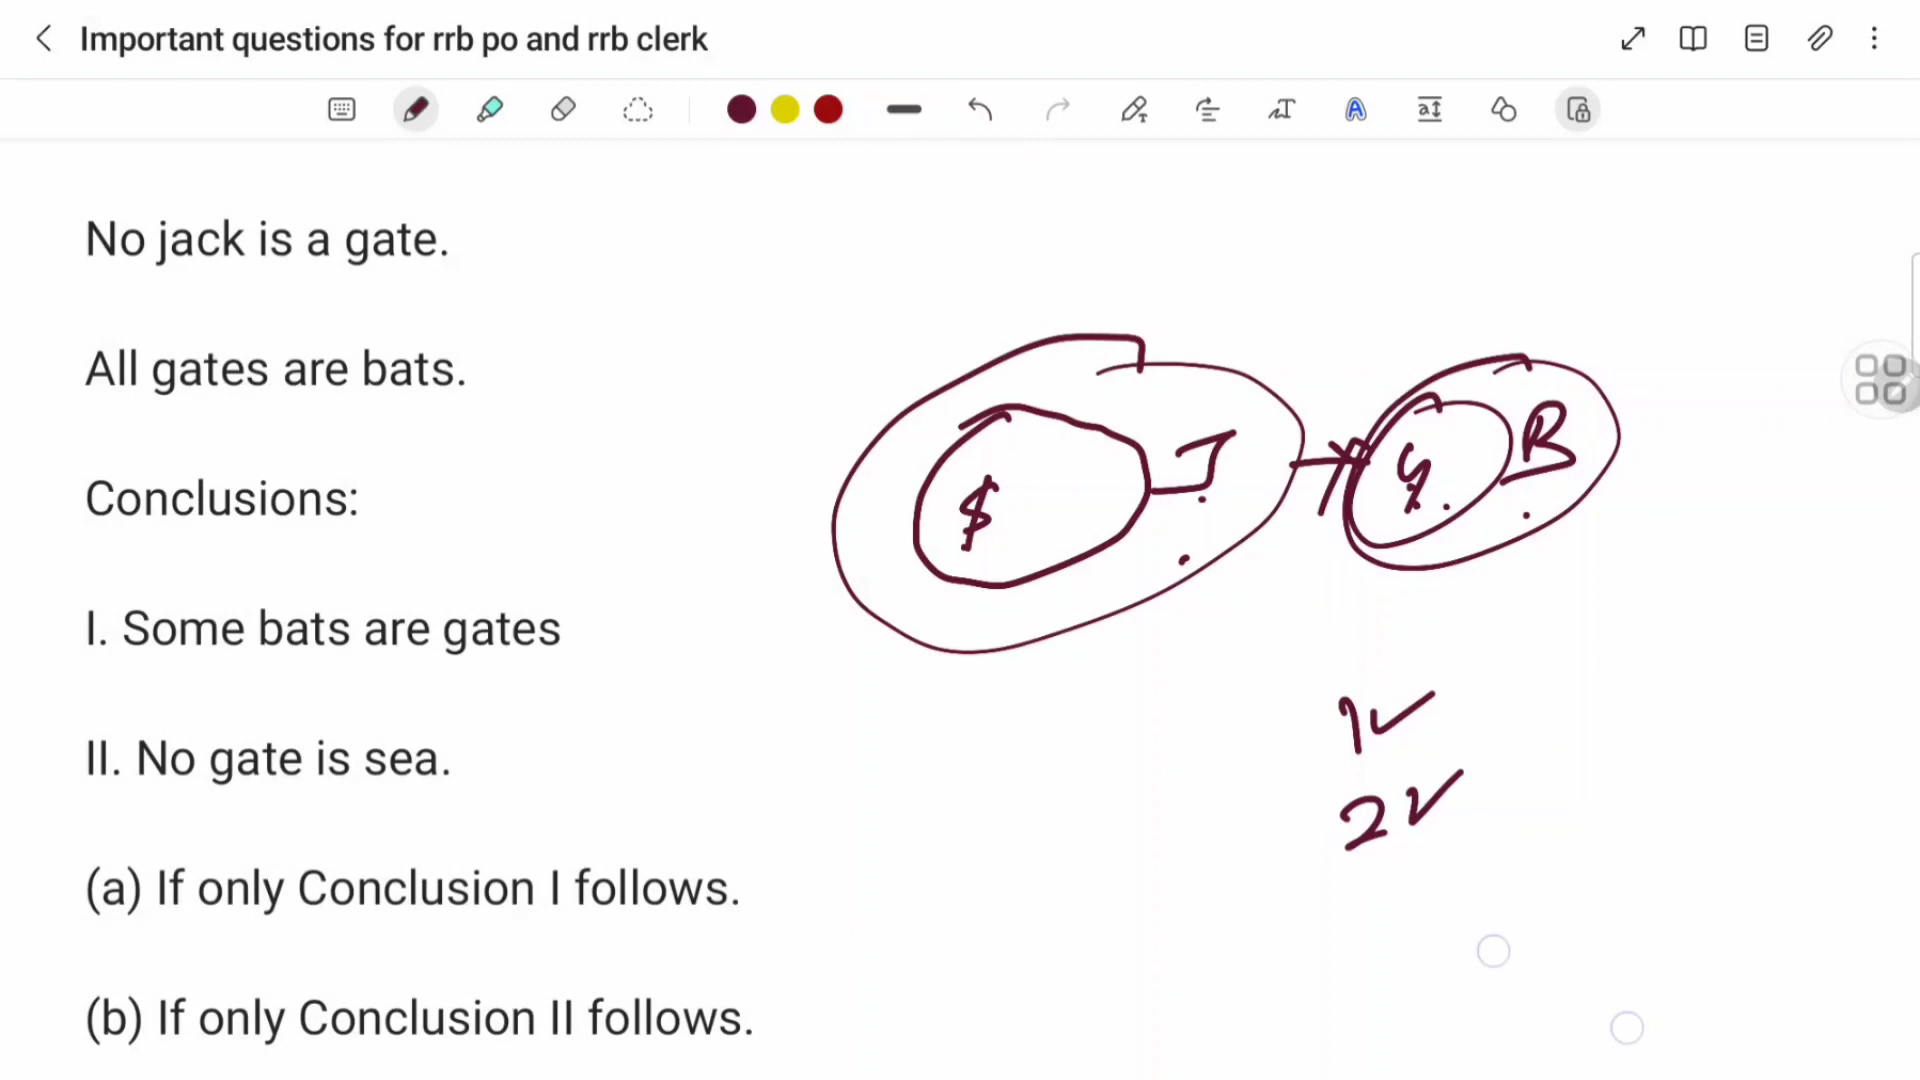 Important questions for rrb po and rrb clerk
No jack is a gate.
All gates are bats.
Conclusions:
I. Some bats are gates
II. No gate is sea.
(a) If only Conclusion I follows.
(b) If only Conclusion II follows.
$ J B
1✓
2✓